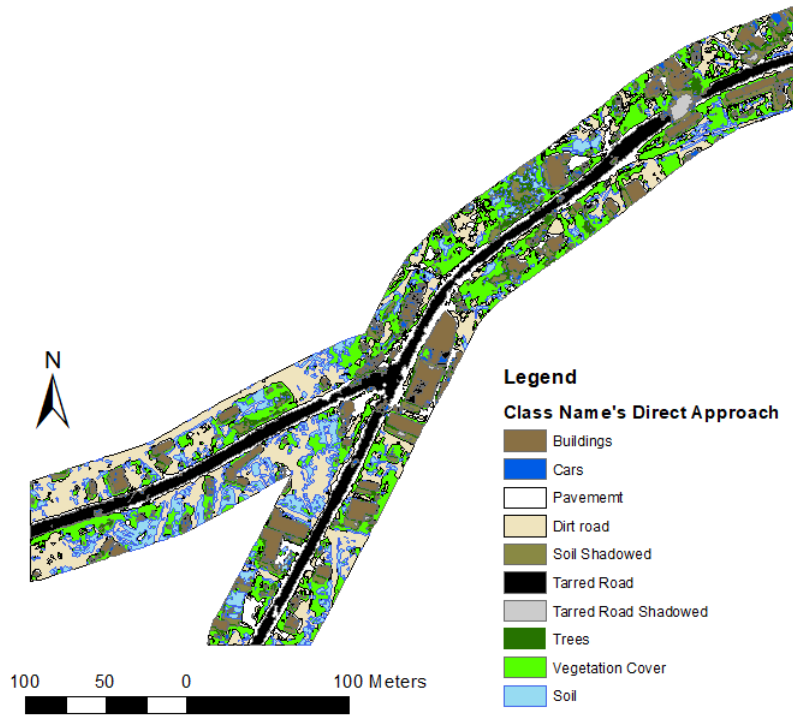 N
Legend
Class Name's Direct Approach
Buildings
Cars
Pavememt
Dirt road
Soil Shadowed
Tarred Road
Tarred Road Shadowed
Trees
Vegetation Cover
Soil
100 50 0 100 Meters